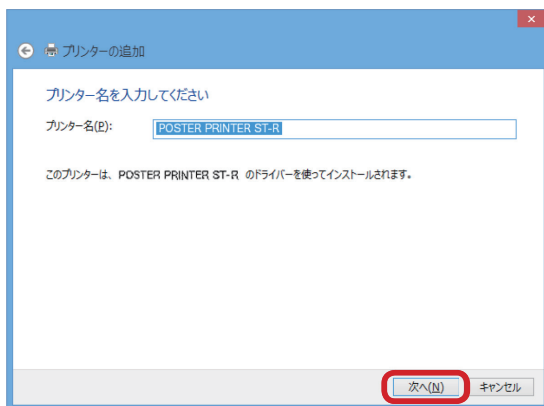 プリンターの追加
プリンター名を入力してください
プリンター名(P): POSTER PRINTER ST-R
このプリンターは、POSTER PRINTER ST-R のドライバーを使ってインストールされます。
次へ(N) キャンセル